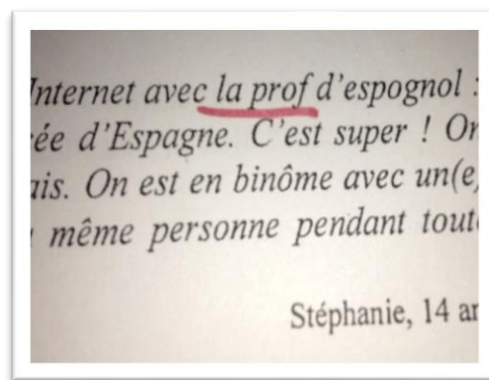 Internet avec la prof d'espognol :
ée d'Espagne. C'est super ! On
ais. On est en binôme avec un(e)
même personne pendant toute
Stéphanie, 14 an